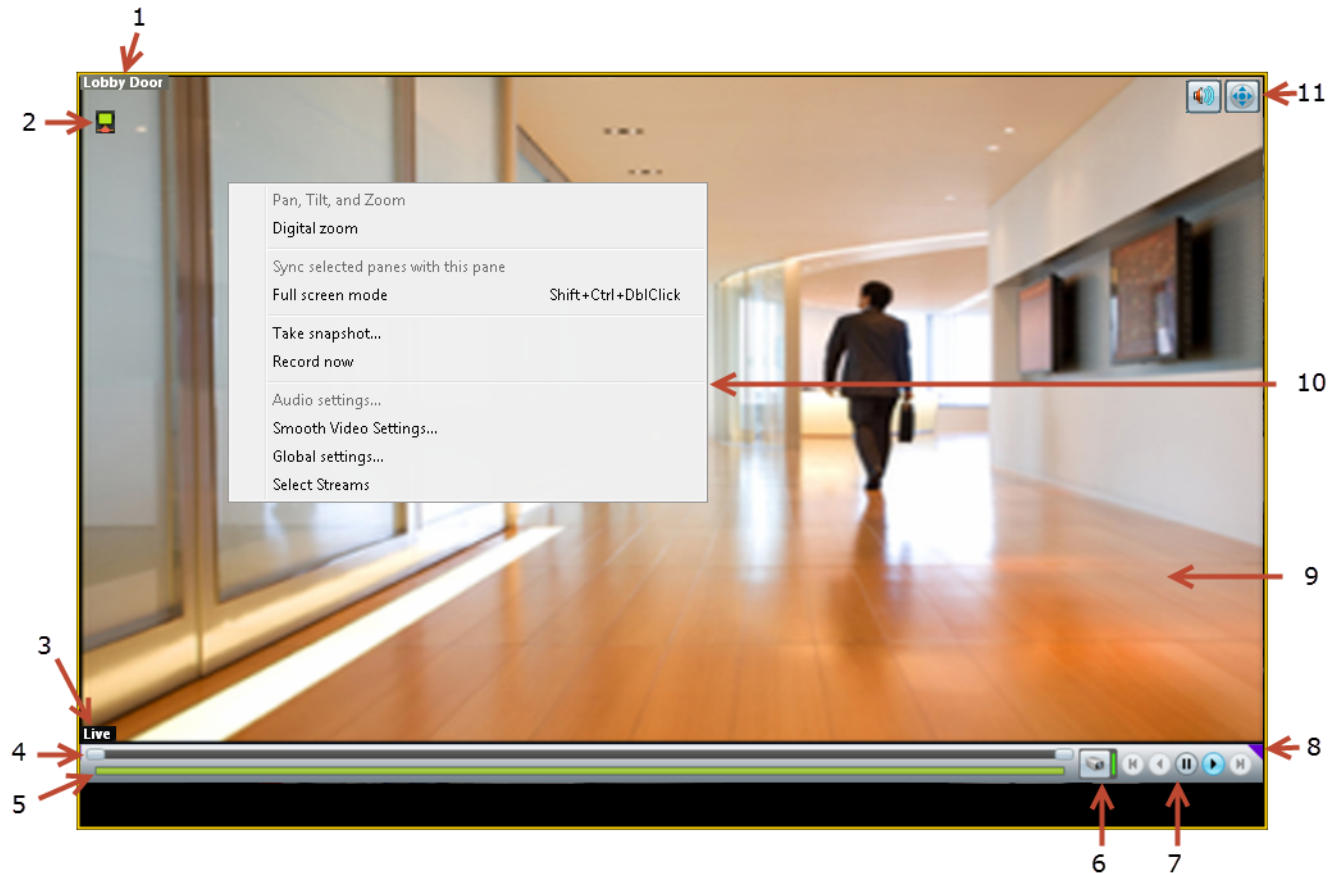 1
Lobby Door
2
11
Pan, Tilt, and Zoom
Digital zoom
Sync selected panes with this pane
Full screen mode Shift+Ctrl+DblClick
Take snapshot...
Record now
10
Audio settings...
Smooth Video Settings...
Global settings...
Select Streams
9
3
Live
4
8
5
6
7